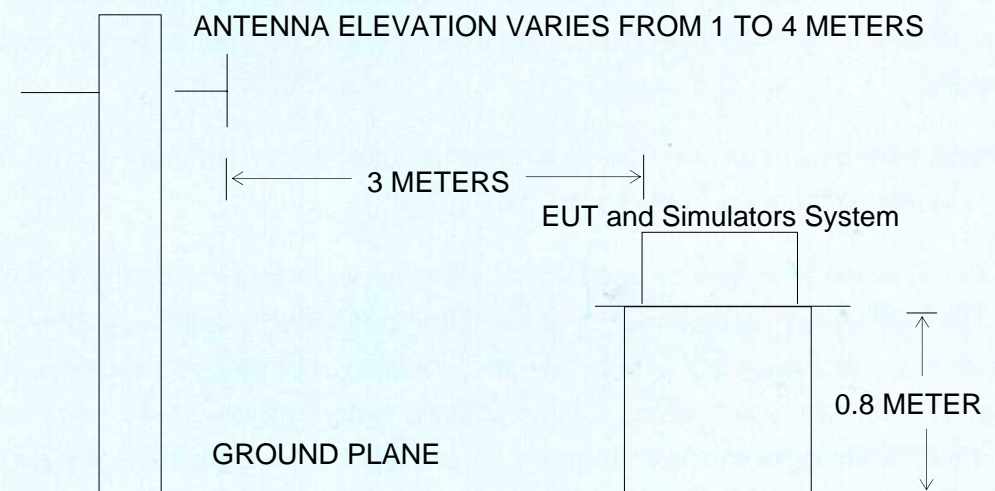 ANTENNA ELEVATION VARIES FROM 1 TO 4 METERS
3 METERS
EUT and Simulators System
0.8 METER
GROUND PLANE